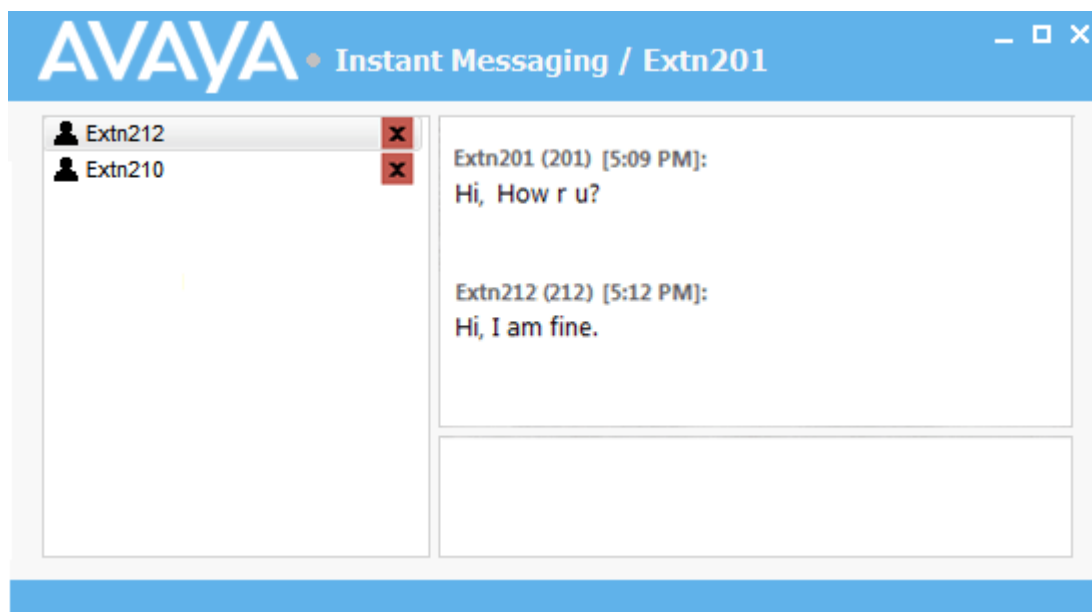 AVAYA Instant Messaging / Extn201
Extn212
Extn210
Extn201 (201) [5:09 PM]:
Hi, How r u?
Extn212 (212) [5:12 PM]:
Hi, I am fine.